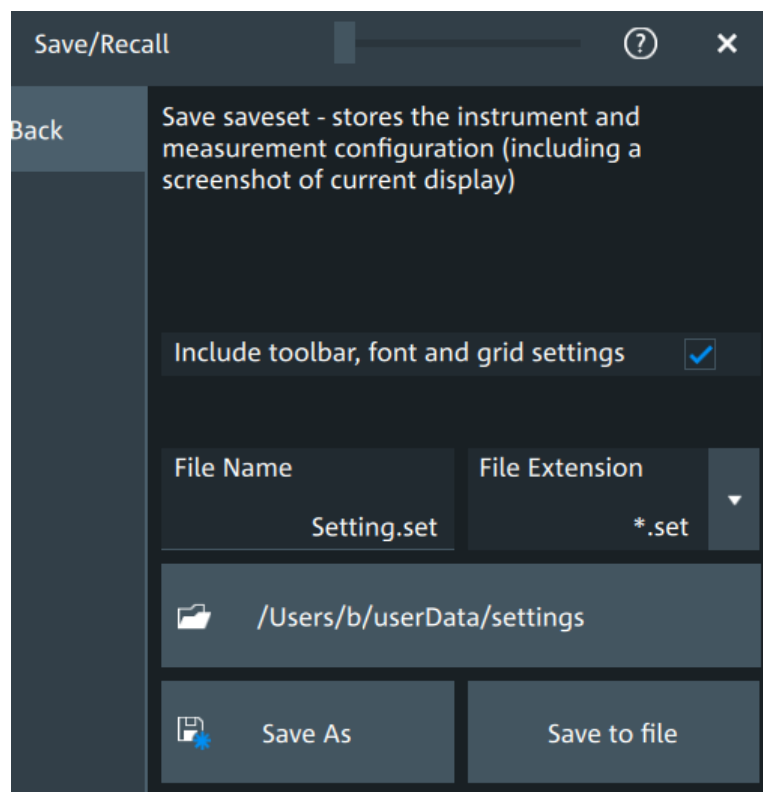 Save/Recall
?
Back
Save saveset - stores the instrument and
measurement configuration (including a
screenshot of current display)
Include toolbar, font and grid settings
File Name
File Extension
Setting.set
*.set
/Users/b/userData/settings
Save As
Save to file